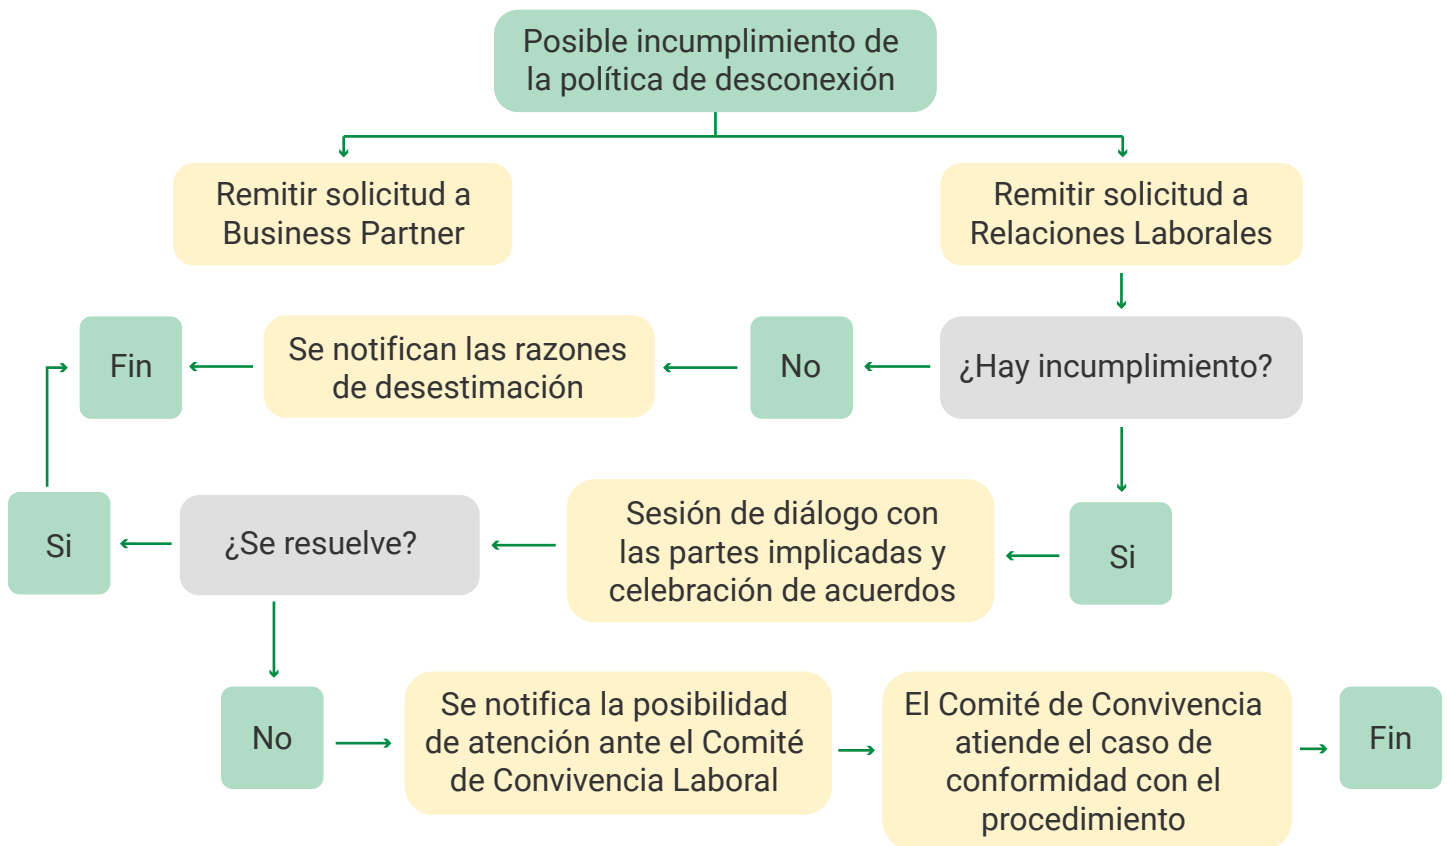 Posible incumplimiento de
la política de desconexión
Remitir solicitud a
Business Partner
Remitir solicitud a
Relaciones Laborales
Fin
Se notifican las razones
de desestimación
No
¿Hay incumplimiento?
Si
¿Se resuelve?
Sesión de diálogo con
las partes implicadas y
celebración de acuerdos
Si
No
Se notifica la posibilidad
de atención ante el Comité
de Convivencia Laboral
El Comité de Convivencia
atiende el caso de
conformidad con el
procedimiento
Fin